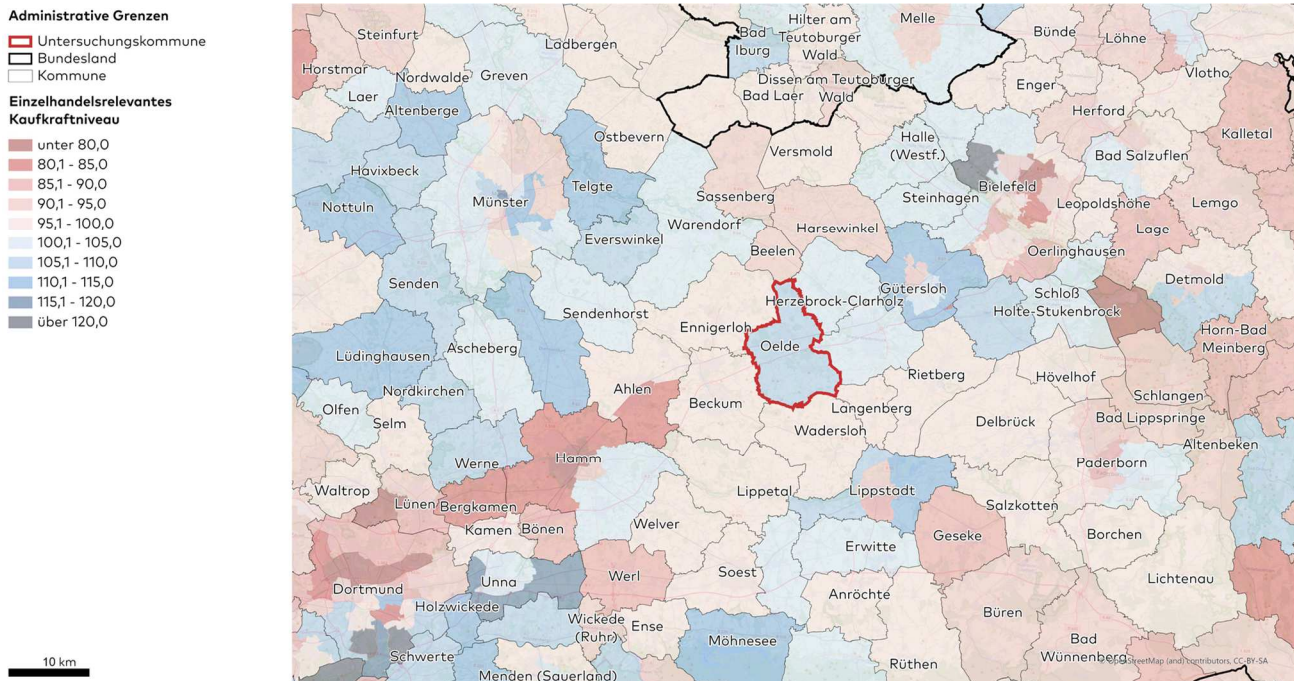 Administrative Grenzen
Untersuchungskommune
Bundesland
Kommune
Einzelhandelsrelevantes
Kaufkraftniveau
unter 80,0
80,1 - 85,0
85,1 - 90,0
90,1 - 95,0
95,1 - 100,0
100,1 - 105,0
105,1 - 110,0
110,1 - 115,0
115,1 - 120,0
über 120,0
10 km
Steinfurt
Ladbergen
Bad
Iburg
Hilter am
Teutoburger
Wald
Melle
Bünde
Löhne
Horstmar
Nordwalde
Greven
Dissen am Teutoburger
Wald
Bad Laer
Enger
Vlotho
Laer
Altenberge
Herford
Kalletal
Ostbevern
Versmold
Halle
(Westf.)
Bad Salzuflen
Havixbeck
Telgte
Sassenberg
Steinhagen
Bielefeld
Leopoldshöhe
Lemgo
Nottuln
Münster
Warendorf
Harsewinkel
Lage
Everswinkel
Beelen
Oerlinghausen
Detmold
Senden
Gütersloh
Herzebrock-Clarholz
Schloß
Holte-Stukenbrock
Sendenhorst
Ennigerloh
Oelde
Horn-Bad
Meinberg
Lüdinghausen
Ascheberg
Rietberg
Hövelhof
Nordkirchen
Ahlen
Beckum
Langenberg
Schlangen
Olfen
Selm
Wadersloh
Delbrück
Bad Lippspringe
Altenbeken
Werne
Hamm
Paderborn
Waltrop
Lünen
Bergkamen
Lippetal
Lippstadt
Salzkotten
Kamen
Bönen
Welver
Erwitte
Geseke
Borchen
Dortmund
Unna
Werl
Soest
Lichtenau
Holzwickede
Anröchte
Büren
Wickede
(Ruhr)
Ense
Möhnesee
Bad
Wünnenberg
Schwerte
Menden (Sauerland)
Rüthen
© OpenStreetMap (and) contributors, CC-BY-SA